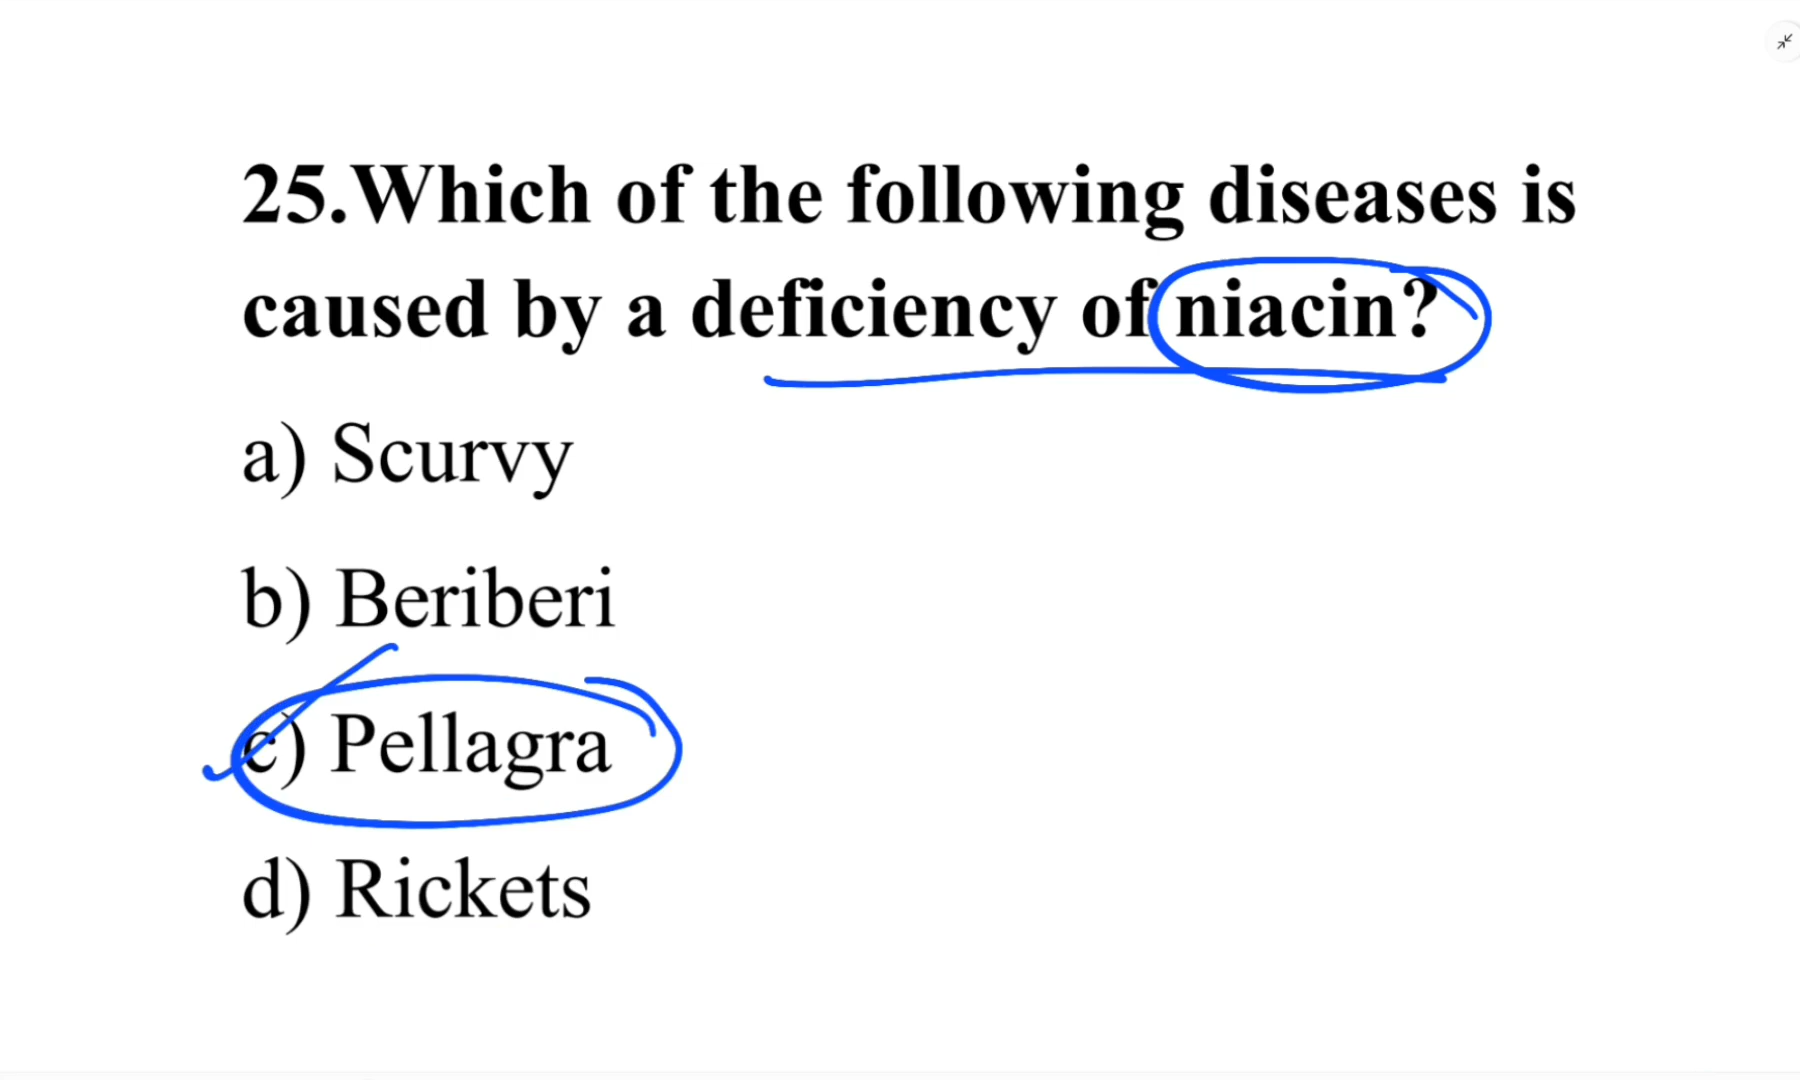 25.Which of the following diseases is
caused by a deficiency of niacin?
a) Scurvy
b) Beriberi
c) Pellagra
d) Rickets